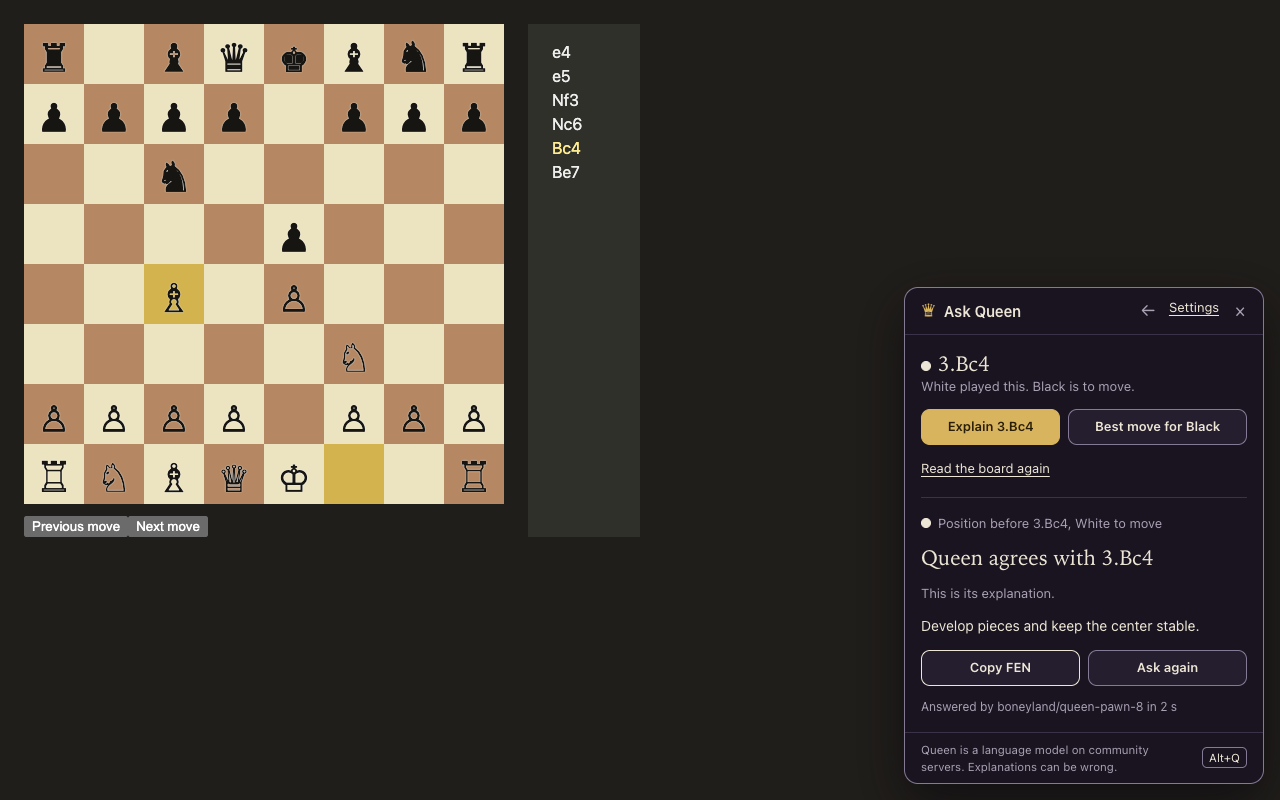 e4
e5
Nf3
Nc6
Bc4
Be7
Previous move Next move
Ask Queen
Settings
3.Bc4
White played this. Black is to move.
Explain 3.Bc4
Best move for Black
Read the board again
Position before 3.Bc4, White to move
Queen agrees with 3.Bc4
This is its explanation.
Develop pieces and keep the center stable.
Copy FEN
Ask again
Answered by boneyland/queen-pawn-8 in 2 s
Queen is a language model on community
servers. Explanations can be wrong.
Alt+Q